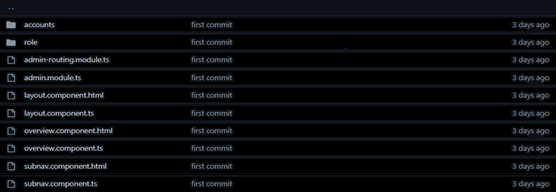 ..
accounts first commit 3 days ago
role first commit 3 days ago
admin-routing.module.ts first commit 3 days ago
admin.module.ts first commit 3 days ago
layout.component.html first commit 3 days ago
layout.component.ts first commit 3 days ago
overview.component.html first commit 3 days ago
overview.component.ts first commit 3 days ago
subnav.component.html first commit 3 days ago
subnav.component.ts first commit 3 days ago